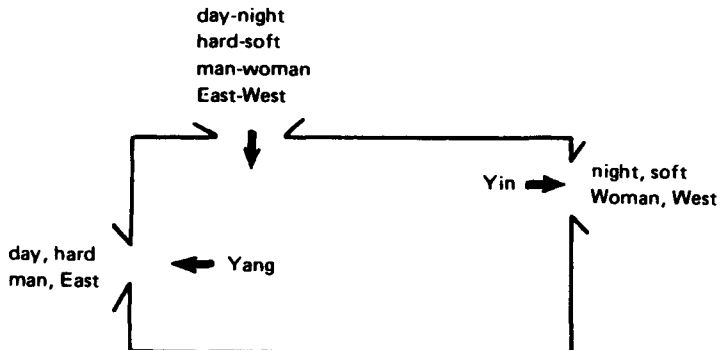 day-night
hard-soft
man-woman
East-West
Yin
night, soft
Woman, West
day, hard
man, East
Yang